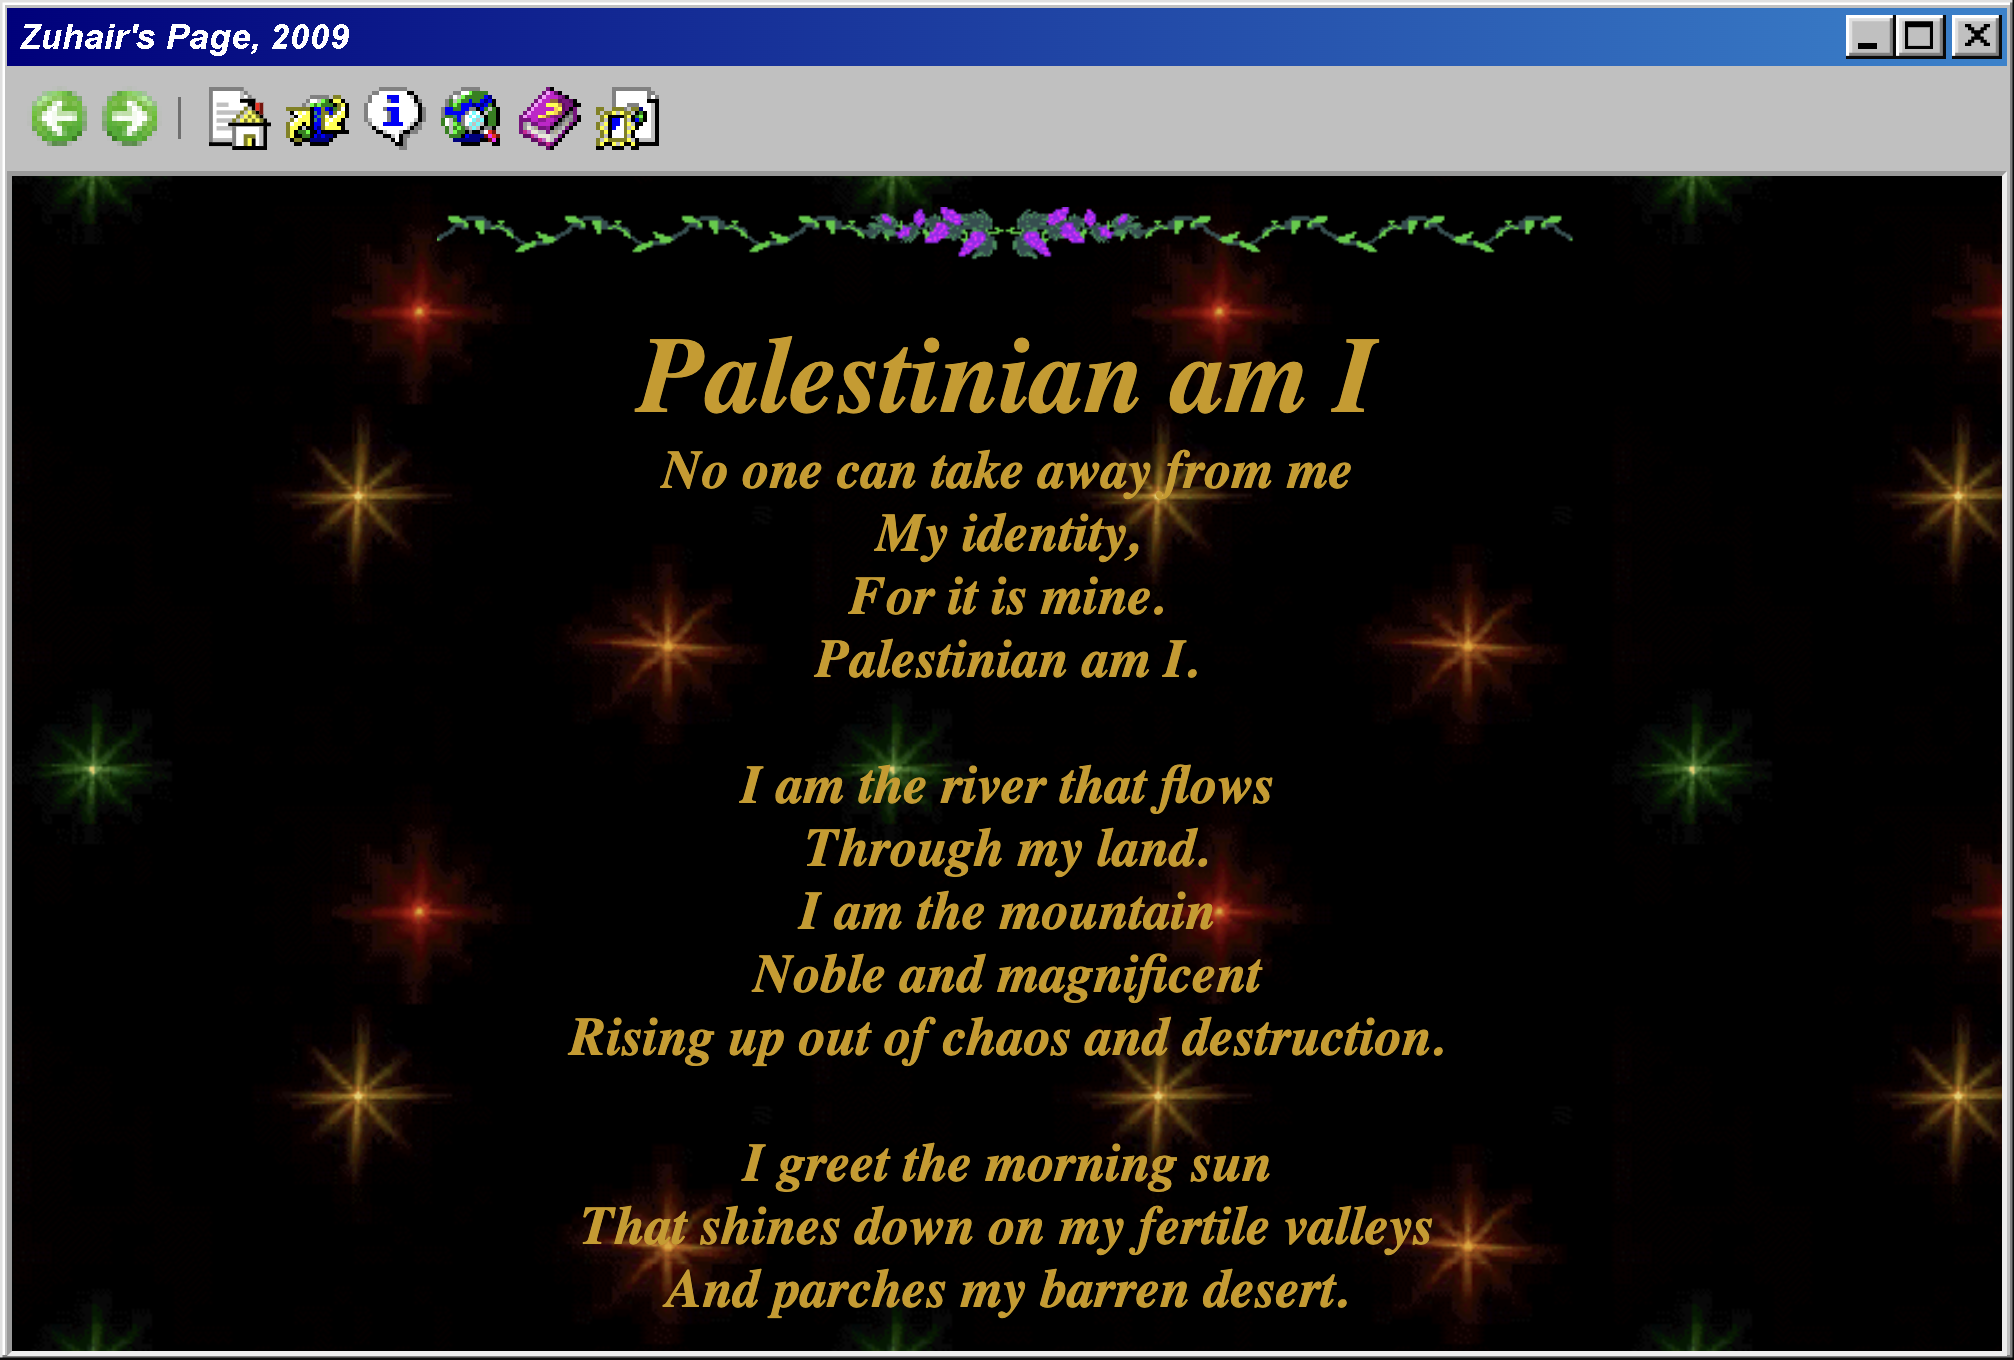 Zuhair's Page, 2009
Palestinian am I
No one can take away from me
My identity,
For it is mine.
Palestinian am I.
I am the river that flows
Through my land.
I am the mountain
Noble and magnificent
Rising up out of chaos and destruction.
I greet the morning sun
That shines down on my fertile valleys
And parches my barren desert.